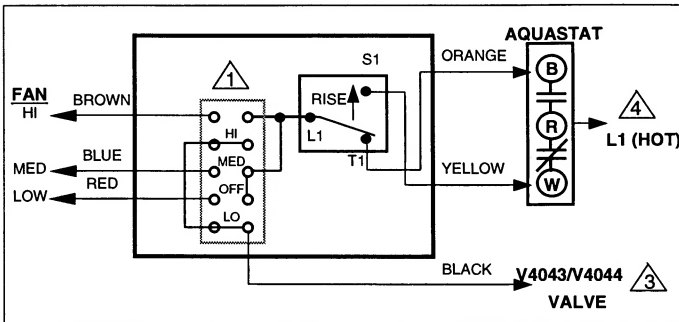 AQUASTAT
S1
ORANGE
B
1
FAN
HI
BROWN
RISE
4
L1
R
L1 (HOT)
HI
T1
MED
BLUE
MED
YELLOW
W
LOW
RED
OFF
LO
BLACK
V4043/V4044
VALVE
3